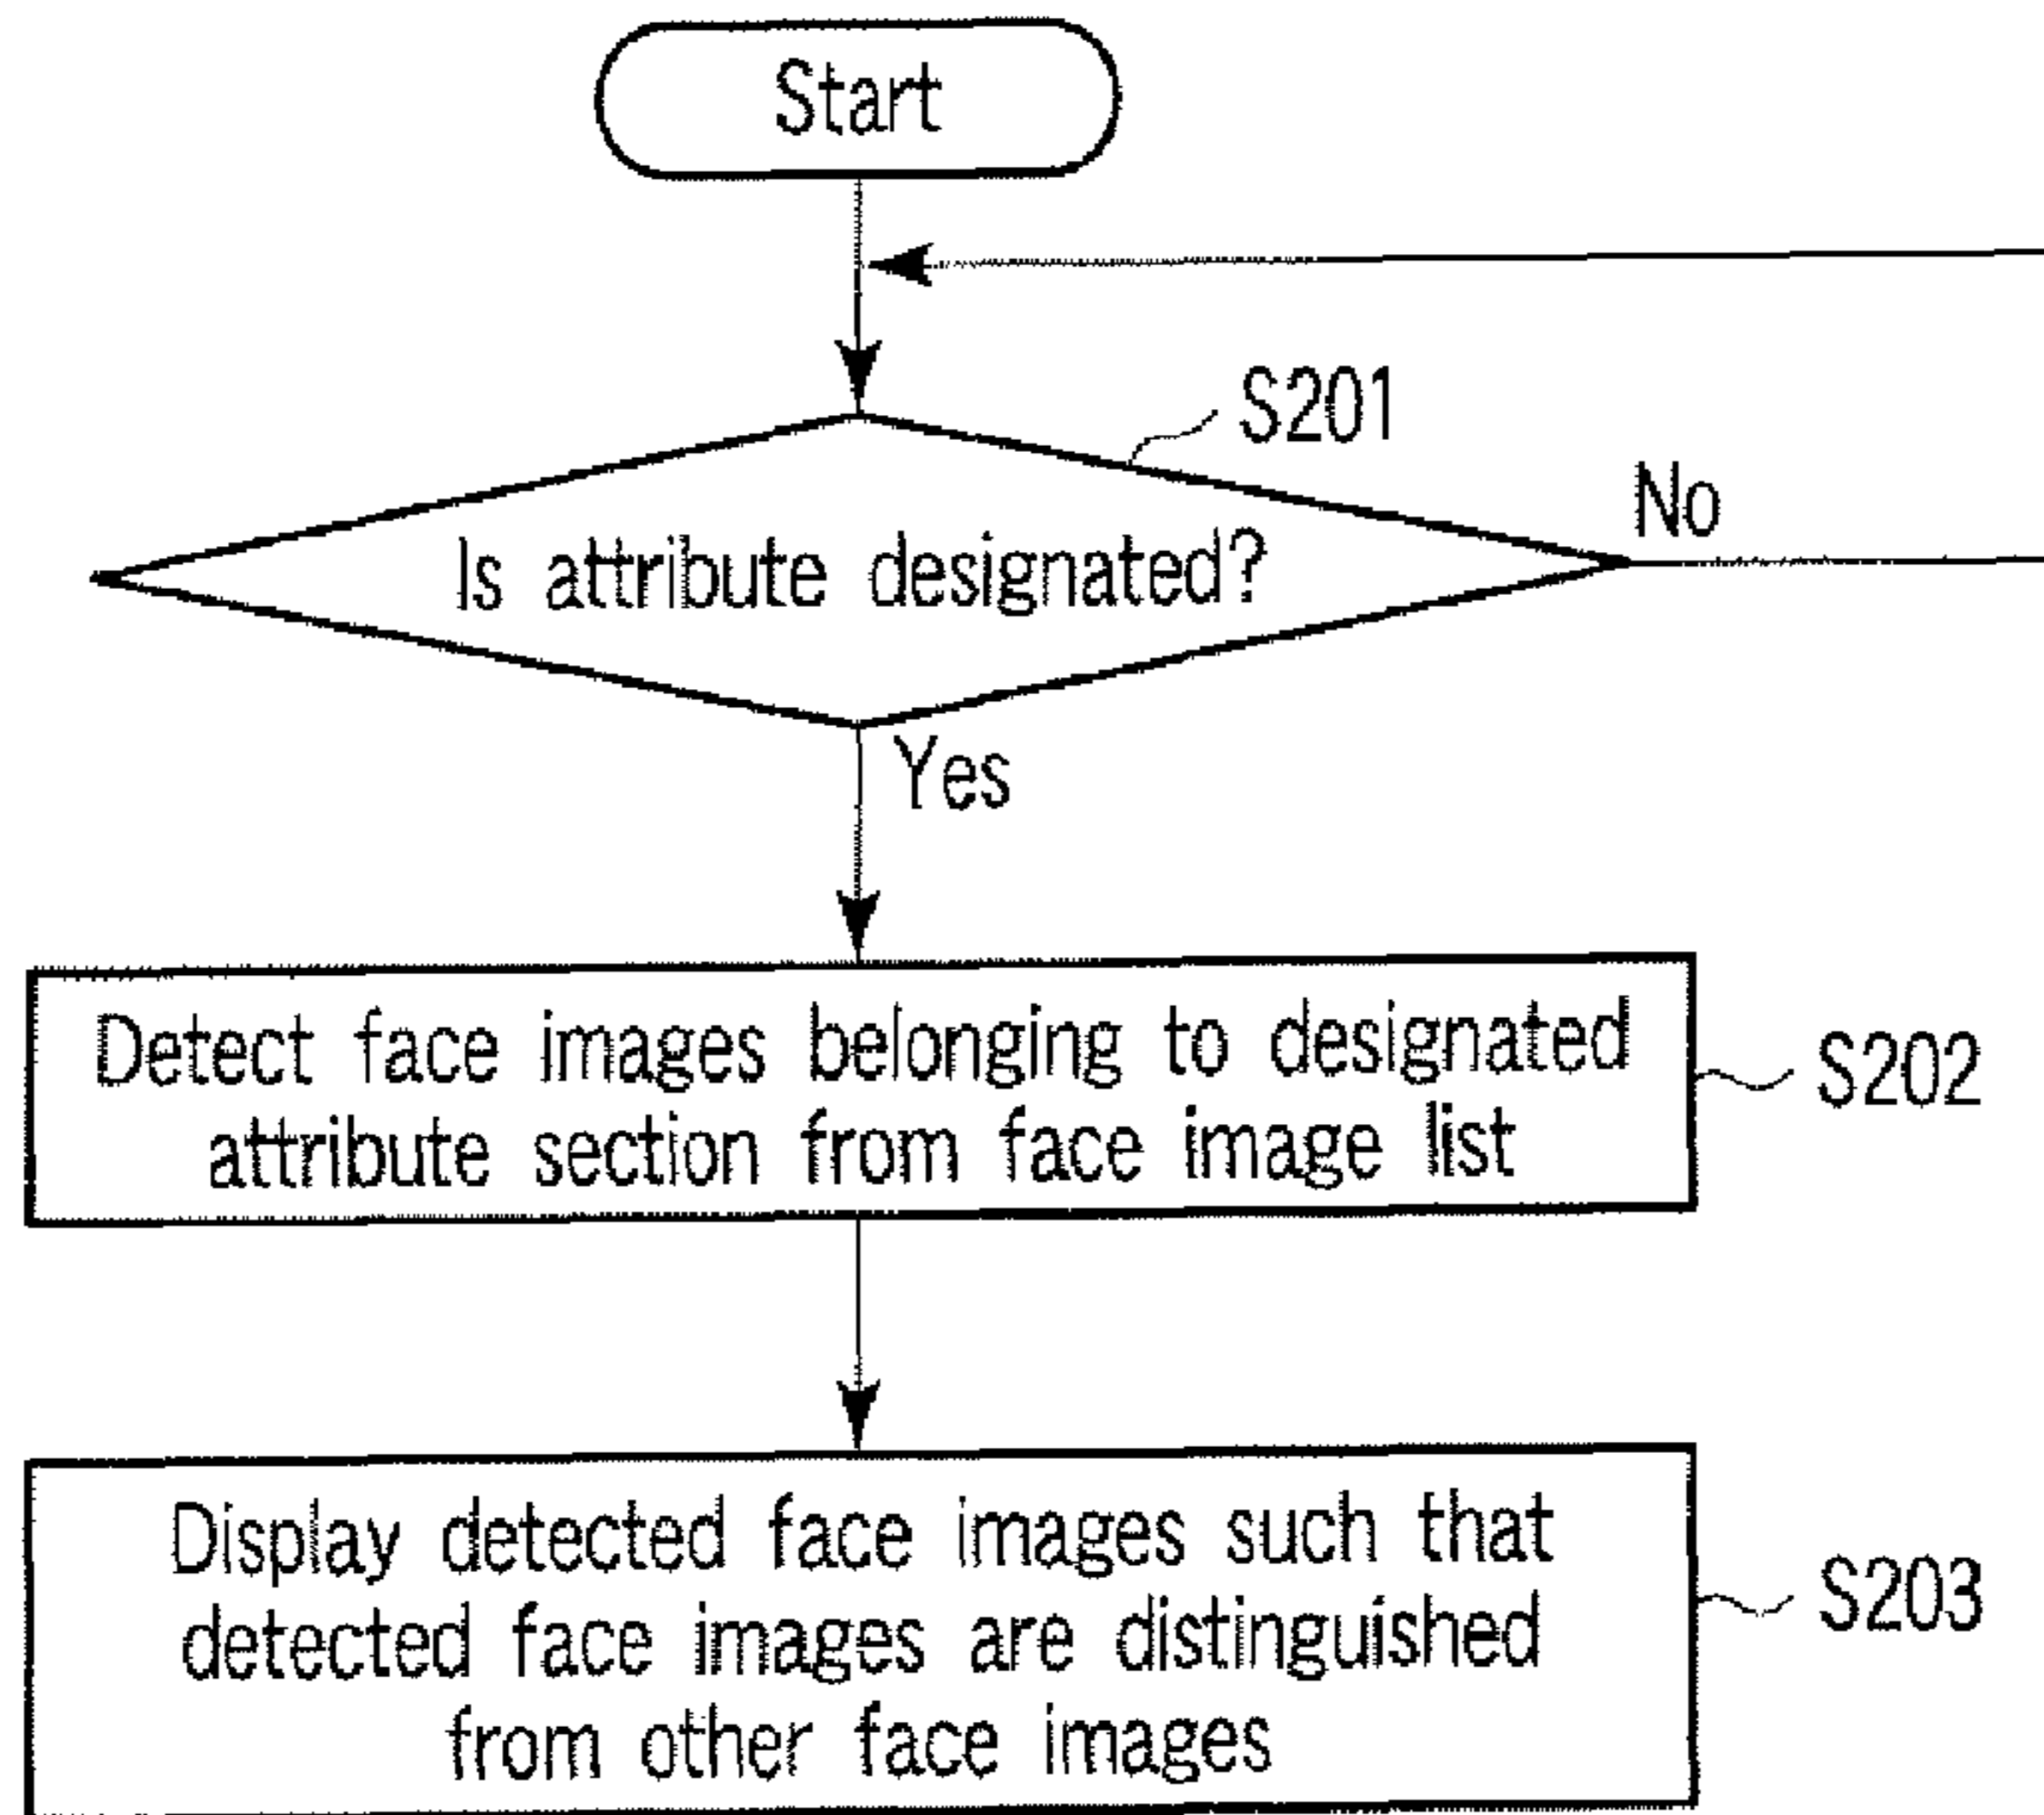 Start
S201
No
Is attribute designated?
Yes
Detect face images belonging to designated
attribute section from face image list
S202
Display detected face images such that
detected face images are distinguished
from other face images
S203